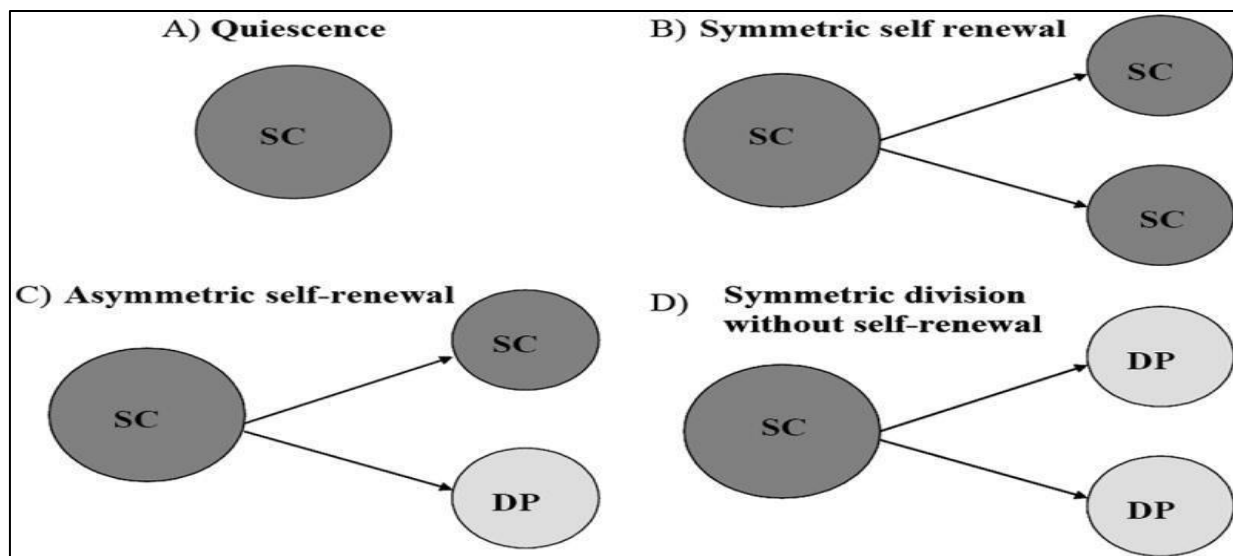 A) Quiescence
SC
B) Symmetric self renewal
SC
SC
SC
C) Asymmetric self-renewal
SC
SC
DP
D) Symmetric division
without self-renewal
SC
DP
DP